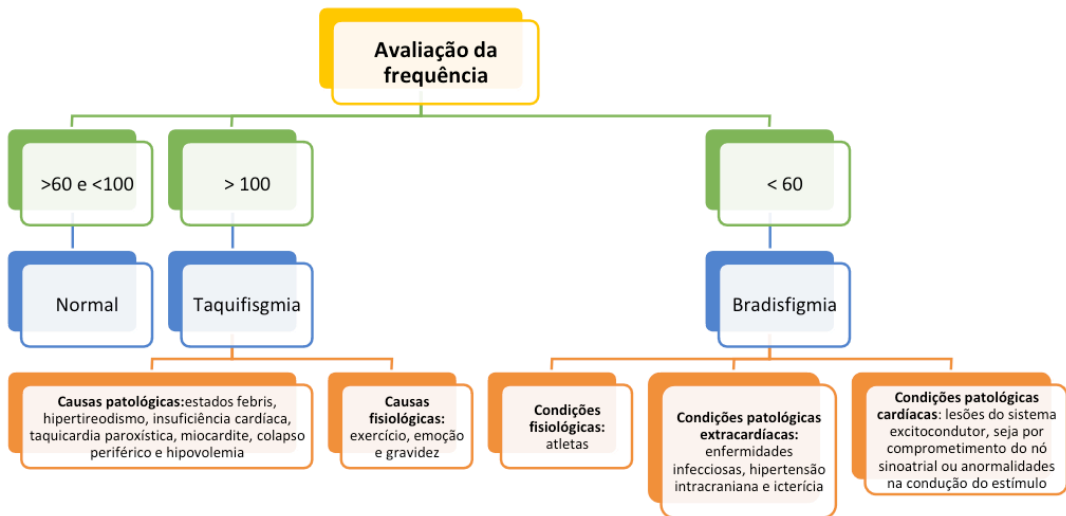 Avaliação da
frequência
>60 e <100
> 100
< 60
Normal
Taquifisgmia
Bradisfigmia
Causas patológicas:estados febris,
hipertireodismo, insuficiência cardíaca,
taquicardia paroxística, miocardite, colapso
periférico e hipovolemia
Causas
fisiológicas:
exercício, emoção
e gravidez
Condições
fisiológicas:
atletas
Condições patológicas
extracardíacas:
enfermidades
infecciosas, hipertensão
intracraniana e icterícia
Condições patológicas
cardíacas: lesões do sistema
excitocondutor, seja por
comprometimento do nó
sinoatrial ou anormalidades
na condução do estímulo